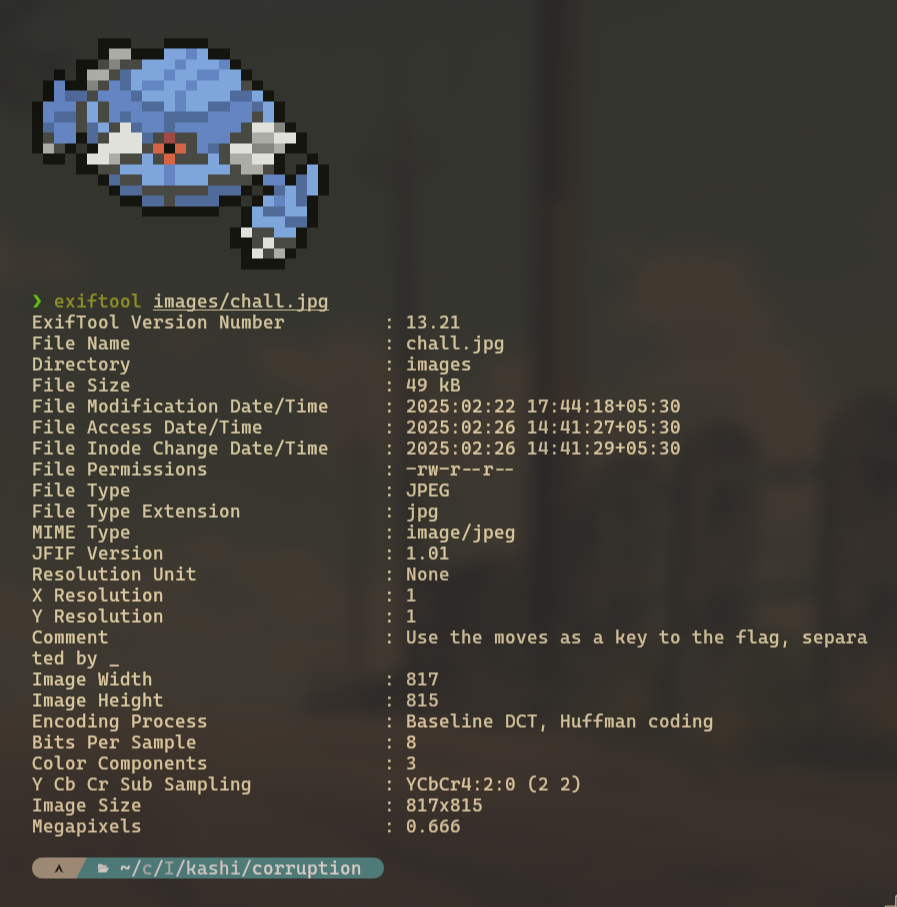 ❯ exiftool images/chall.jpg
ExifTool Version Number : 13.21
File Name : chall.jpg
Directory : images
File Size : 49 kB
File Modification Date/Time : 2025:02:22 17:44:18+05:30
File Access Date/Time : 2025:02:26 14:41:27+05:30
File Inode Change Date/Time : 2025:02:26 14:41:29+05:30
File Permissions : -rw-r--r--
File Type : JPEG
File Type Extension : jpg
MIME Type : image/jpeg
JFIF Version : 1.01
Resolution Unit : None
X Resolution : 1
Y Resolution : 1
Comment : Use the moves as a key to the flag, separa
ted by _
Image Width : 817
Image Height : 815
Encoding Process : Baseline DCT, Huffman coding
Bits Per Sample : 8
Color Components : 3
Y Cb Cr Sub Sampling : YCbCr4:2:0 (2 2)
Image Size : 817x815
Megapixels : 0.666
~/c/I/kashi/corruption